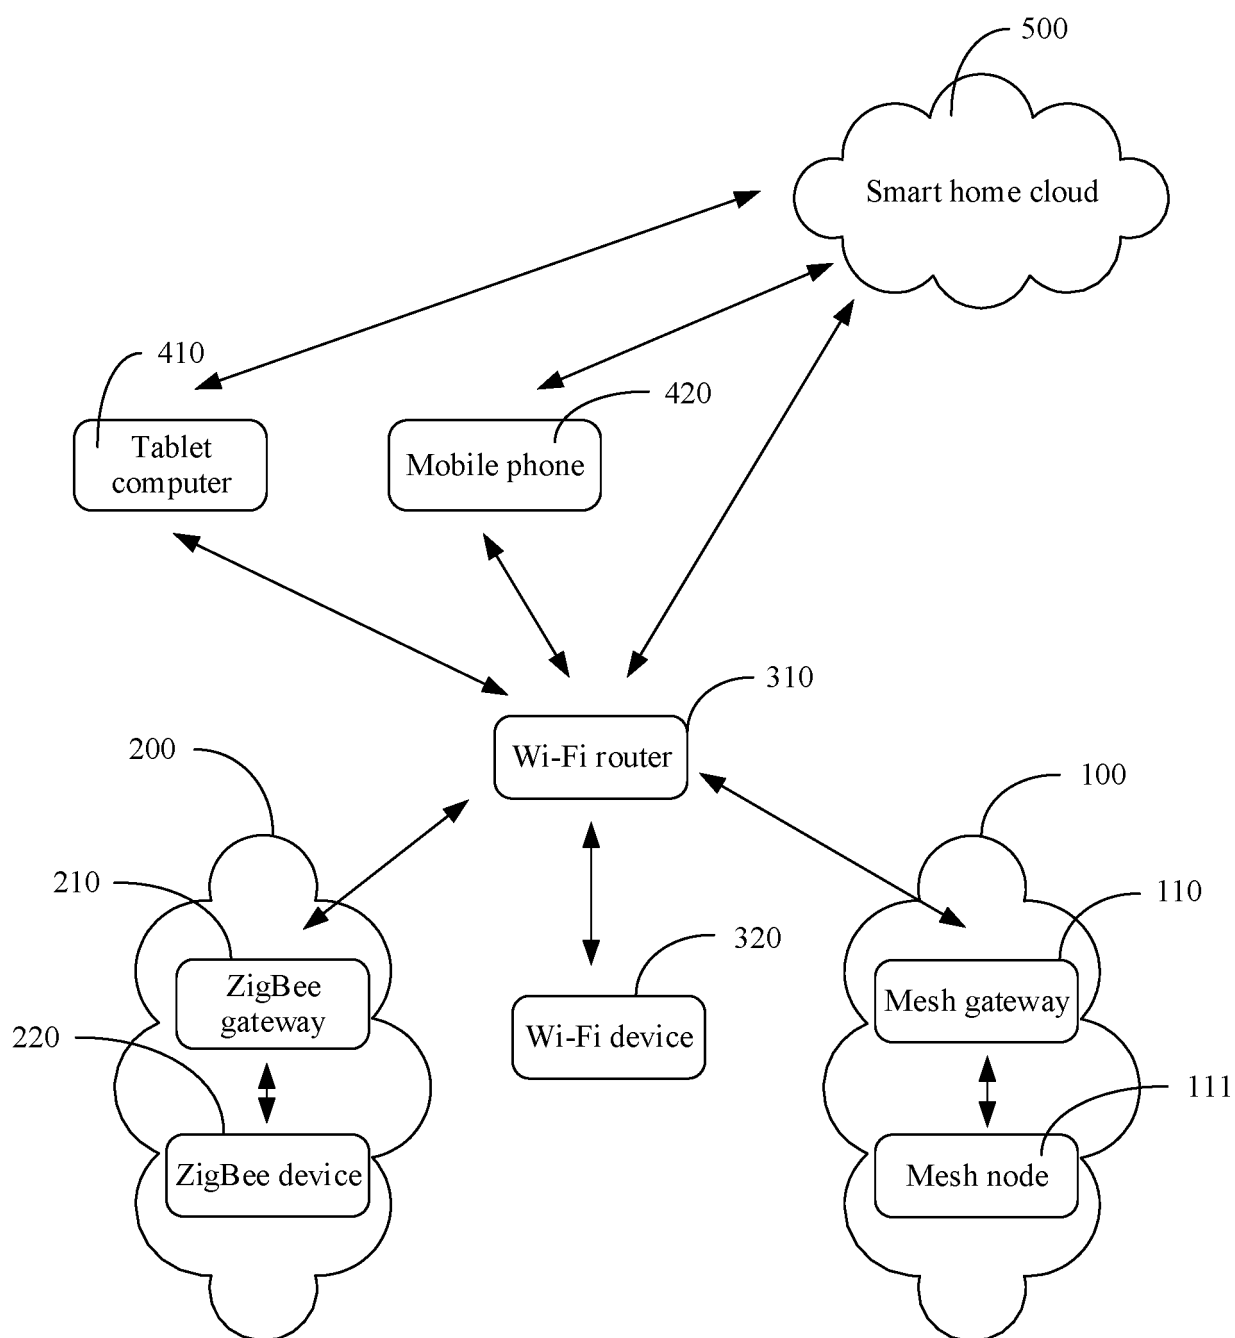 500
Smart home cloud
410
420
Tablet
computer
Mobile phone
310
Wi-Fi router
200
100
210
110
320
ZigBee
gateway
Mesh gateway
220
Wi-Fi device
111
ZigBee device
Mesh node